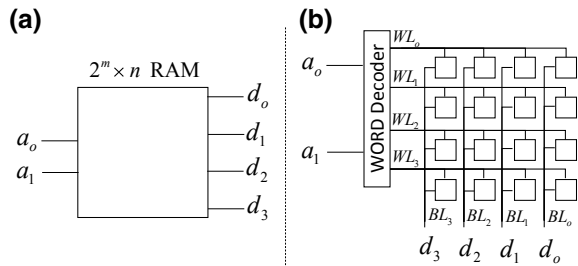 (a)
2^m × n RAM
a_o
a_1
d_o
d_1
d_2
d_3
(b)
a_o
a_1
WORD Decoder
WL_o
WL_1
WL_2
WL_3
BL_3 BL_2 BL_1 BL_o
d_3 d_2 d_1 d_o